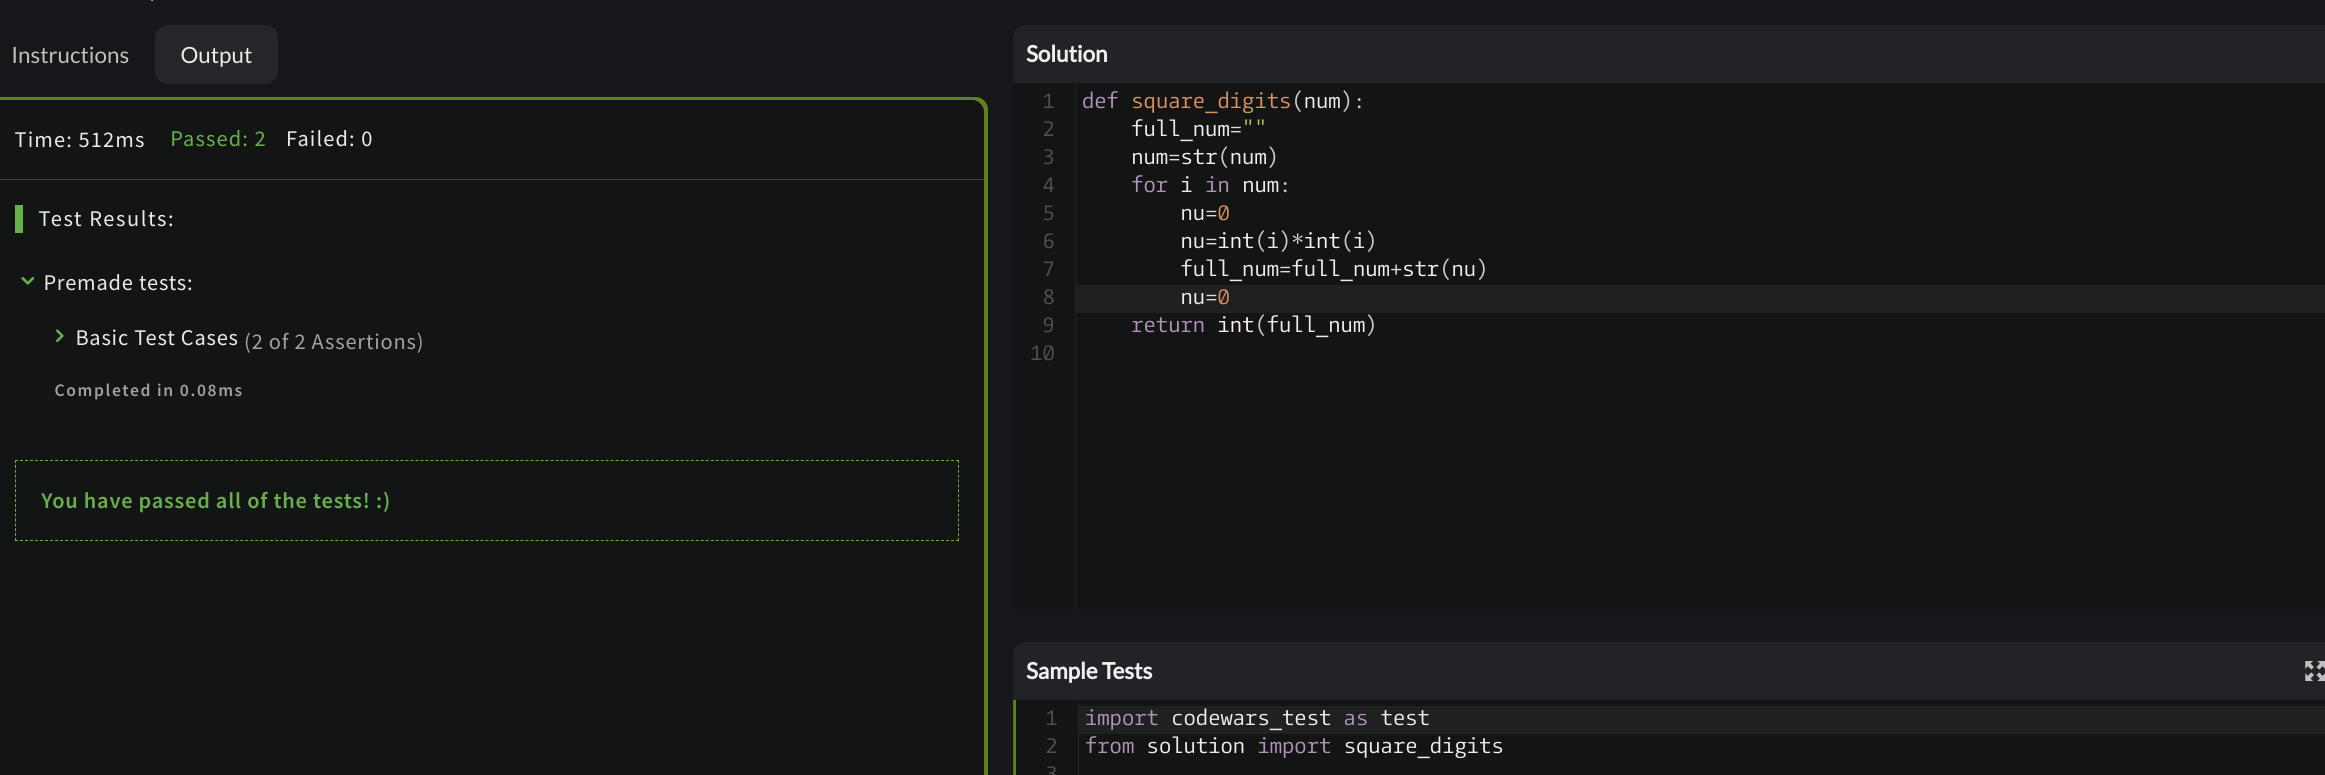 Instructions
Output
Time: 512ms Passed: 2 Failed: 0
Test Results:
Premade tests:
Basic Test Cases (2 of 2 Assertions)
Completed in 0.08ms
You have passed all of the tests! :)
Solution
1 def square_digits(num):
2     full_num=""
3     num=str(num)
4     for i in num:
5         nu=0
6         nu=int(i)*int(i)
7         full_num=full_num+str(nu)
8         nu=0
9     return int(full_num)
10
Sample Tests
1 import codewars_test as test
2 from solution import square_digits
3